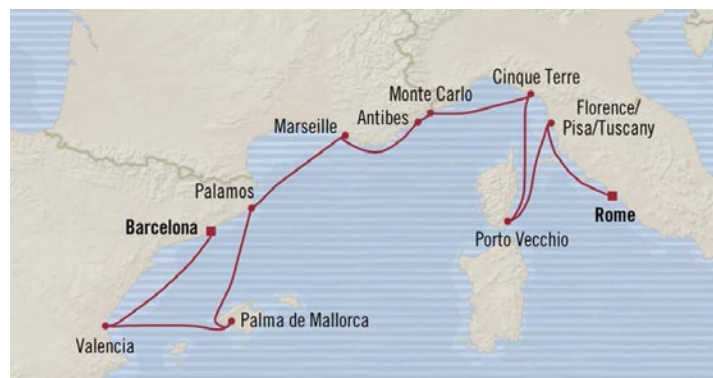 Cinque Terre
Monte Carlo
Florence/
Pisa/Tuscany
Antibes
Marseille
Palamos
Barcelona
Rome
Porto Vecchio
Palma de Mallorca
Valencia